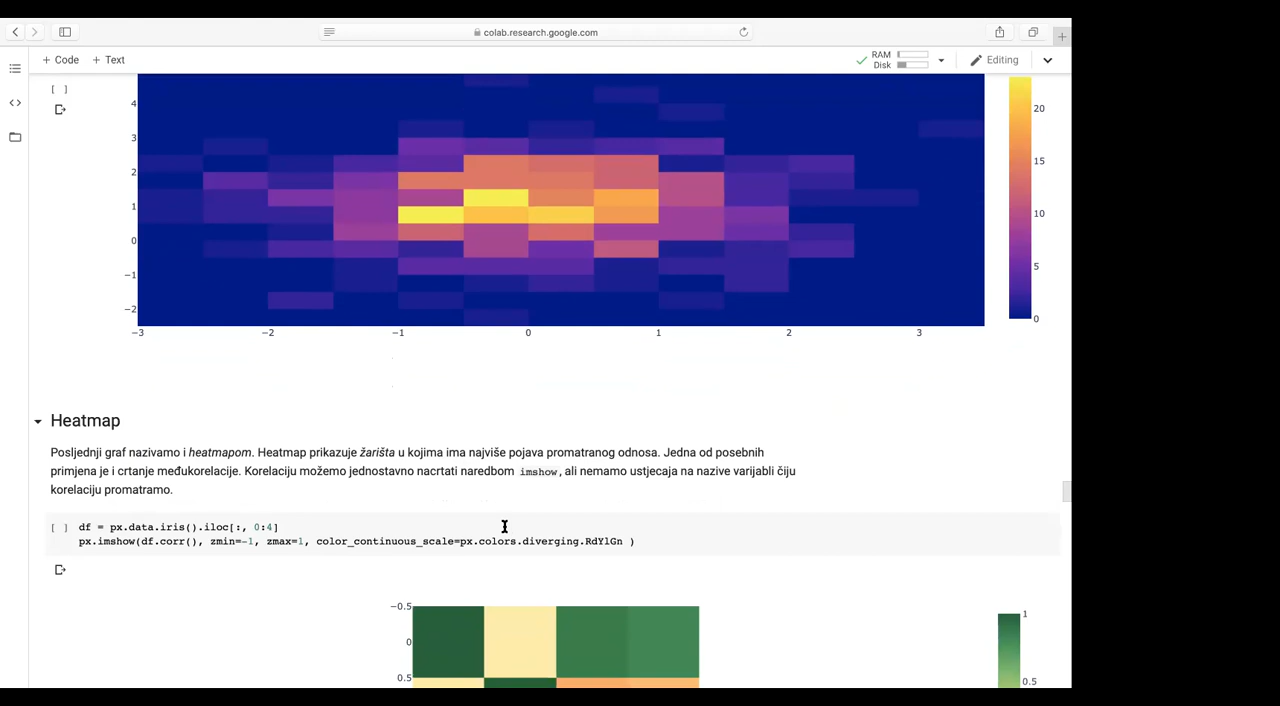 colab.research.google.com
+ Code + Text
RAM
Disk
Editing
[ ]
4
3
2
1
0
−1
−2
−3 −2 −1 0 1 2 3
20
15
10
5
0
Heatmap
Posljednji graf nazivamo i heatmapom. Heatmap prikazuje žarišta u kojima ima najviše pojava promatranog odnosa. Jedna od posebnih
primjena je i crtanje međukorelacije. Korelaciju možemo jednostavno nacrtati naredbom imshow, ali nemamo ustjecaja na nazive varijabli čiju
korelaciju promatramo.
[ ] df = px.data.iris().iloc[:, 0:4]
px.imshow(df.corr(), zmin=-1, zmax=1, color_continuous_scale=px.colors.diverging.RdYlGn )
−0.5
0
0.5
1
0.5